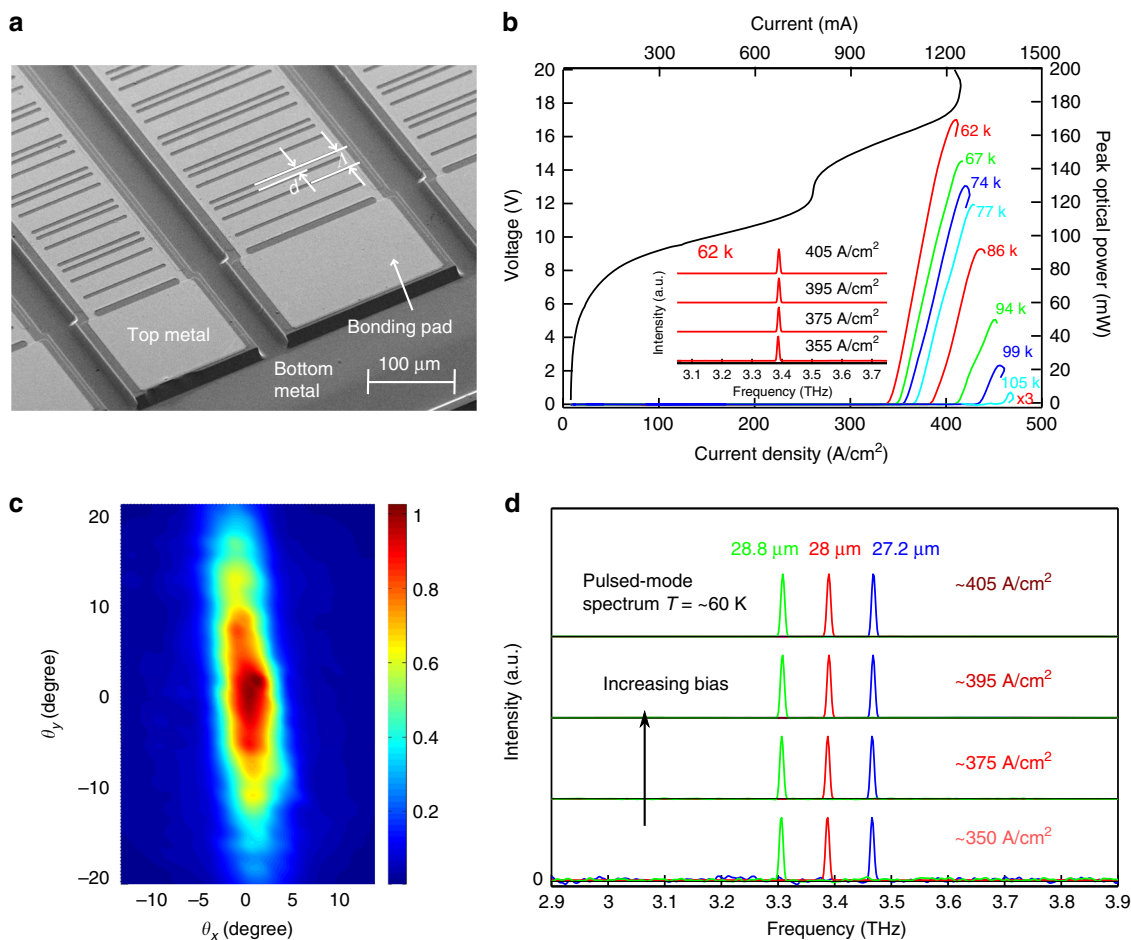 a
Λ
d
Top metal
Bonding pad
Bottom
metal
100 μm
b
Current (mA)
300 600 900 1200 1500
Voltage (V)
20
18
16
14
12
10
8
6
4
2
0
Peak optical power (mW)
200
180
160
140
120
100
80
60
40
20
0
62 k
67 k
74 k
77 k
86 k
94 k
99 k
105 k
x3
62 k
Intensity (a.u.)
405 A/cm²
395 A/cm²
375 A/cm²
355 A/cm²
3.1 3.2 3.3 3.4 3.5 3.6 3.7
Frequency (THz)
0 100 200 300 400 500
Current density (A/cm²)
c
θy (degree)
20
10
0
−10
−20
−10 −5 0 5 10
θx (degree)
1
0.8
0.6
0.4
0.2
d
28.8 μm 28 μm 27.2 μm
Pulsed-mode
spectrum T = ~60 K
~405 A/cm²
Increasing bias
~395 A/cm²
~375 A/cm²
~350 A/cm²
Intensity (a.u.)
0
2.9 3 3.1 3.2 3.3 3.4 3.5 3.6 3.7 3.8 3.9
Frequency (THz)